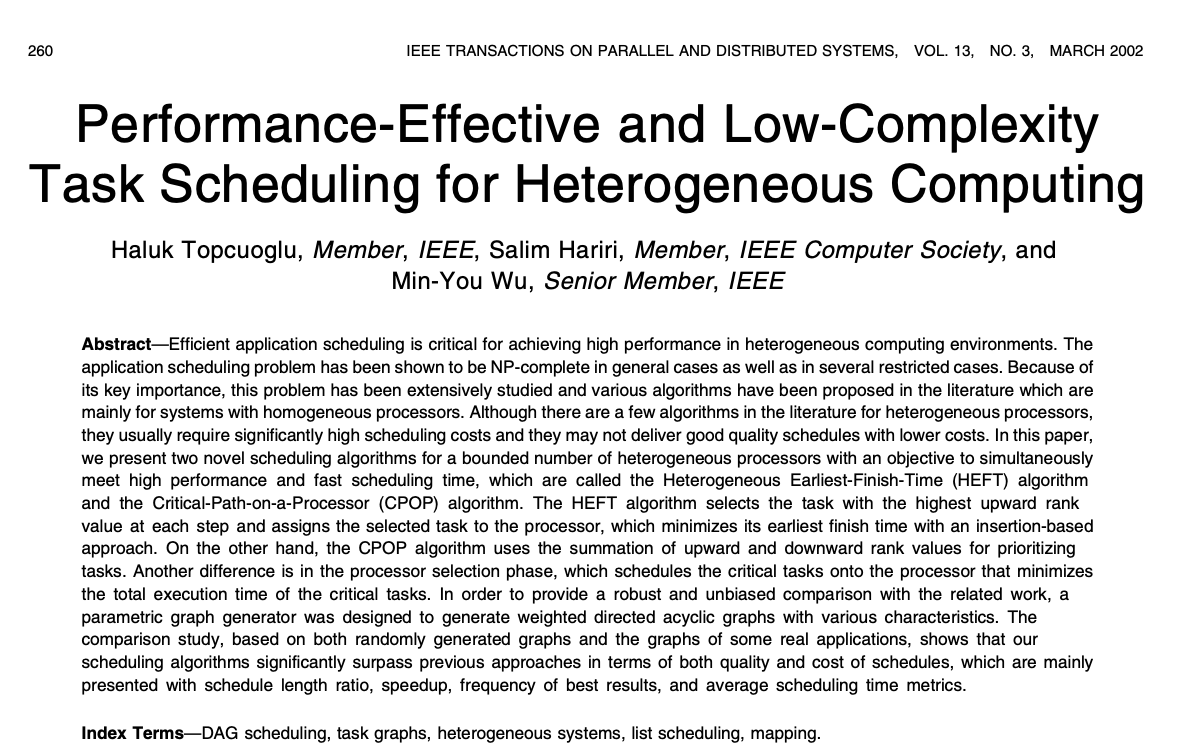 260
IEEE TRANSACTIONS ON PARALLEL AND DISTRIBUTED SYSTEMS, VOL. 13, NO. 3, MARCH 2002
Performance-Effective and Low-Complexity
Task Scheduling for Heterogeneous Computing
Haluk Topcuoglu, Member, IEEE, Salim Hariri, Member, IEEE Computer Society, and
Min-You Wu, Senior Member, IEEE
Abstract—Efficient application scheduling is critical for achieving high performance in heterogeneous computing environments. The
application scheduling problem has been shown to be NP-complete in general cases as well as in several restricted cases. Because of
its key importance, this problem has been extensively studied and various algorithms have been proposed in the literature which are
mainly for systems with homogeneous processors. Although there are a few algorithms in the literature for heterogeneous processors,
they usually require significantly high scheduling costs and they may not deliver good quality schedules with lower costs. In this paper,
we present two novel scheduling algorithms for a bounded number of heterogeneous processors with an objective to simultaneously
meet high performance and fast scheduling time, which are called the Heterogeneous Earliest-Finish-Time (HEFT) algorithm
and the Critical-Path-on-a-Processor (CPOP) algorithm. The HEFT algorithm selects the task with the highest upward rank
value at each step and assigns the selected task to the processor, which minimizes its earliest finish time with an insertion-based
approach. On the other hand, the CPOP algorithm uses the summation of upward and downward rank values for prioritizing
tasks. Another difference is in the processor selection phase, which schedules the critical tasks onto the processor that minimizes
the total execution time of the critical tasks. In order to provide a robust and unbiased comparison with the related work, a
parametric graph generator was designed to generate weighted directed acyclic graphs with various characteristics. The
comparison study, based on both randomly generated graphs and the graphs of some real applications, shows that our
scheduling algorithms significantly surpass previous approaches in terms of both quality and cost of schedules, which are mainly
presented with schedule length ratio, speedup, frequency of best results, and average scheduling time metrics.
Index Terms—DAG scheduling, task graphs, heterogeneous systems, list scheduling, mapping.